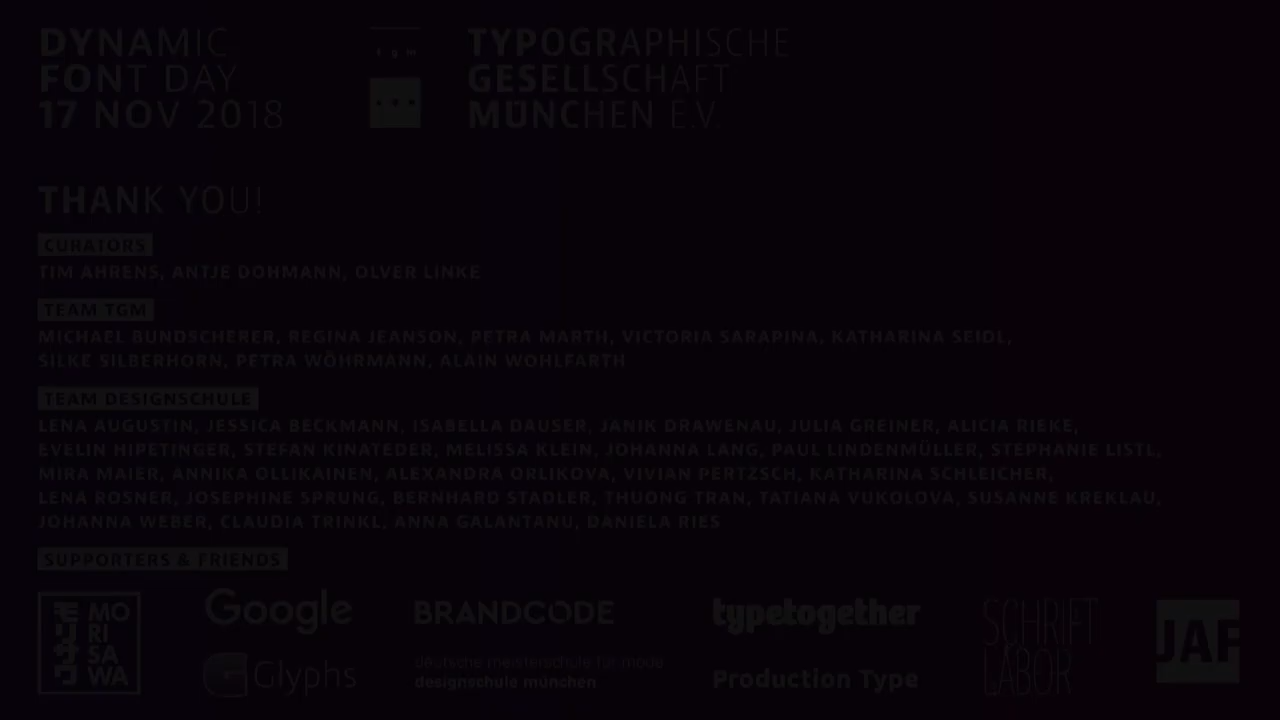 DYNAMIC
FONT DAY
17 NOV 2018
tgm
TYPOGRAPHISCHE
GESELLSCHAFT
MÜNCHEN E.V.
THANK YOU!
CURATORS
TIM AHRENS, ANTJE DOHMANN, OLVER LINKE
TEAM TGM
MICHAEL BUNDSCHERER, REGINA JEANSON, PETRA MARTH, VICTORIA SARAPINA, KATHARINA SEIDL,
SILKE SILBERHORN, PETRA WÖHRMANN, ALAIN WOHLFARTH
TEAM DESIGNSCHULE
LENA AUGUSTIN, JESSICA BECKMANN, ISABELLA DAUSER, JANIK DRAWENAU, JULIA GREINER, ALICIA RIEKE,
EVELIN HIPETINGER, STEFAN KINATEDER, MELISSA KLEIN, JOHANNA LANG, PAUL LINDENMÜLLER, STEPHANIE LISTL,
MIRA MAIER, ANNIKA OLLIKAINEN, ALEXANDRA ORLIKOVA, VIVIAN PERTZSCH, KATHARINA SCHLEICHER,
LENA ROSNER, JOSEPHINE SPRUNG, BERNHARD STADLER, THUONG TRAN, TATIANA VUKOLOVA, SUSANNE KREKLAU,
JOHANNA WEBER, CLAUDIA TRINKL, ANNA GALANTANU, DANIELA RIES
SUPPORTERS & FRIENDS
モリサワ
MO
RI
SA
WA
Google
Glyphs
BRANDCODE
deutsche meisterschule für mode
designschule münchen
typetogether
Production Type
SCHRIFT
LABOR
JAF